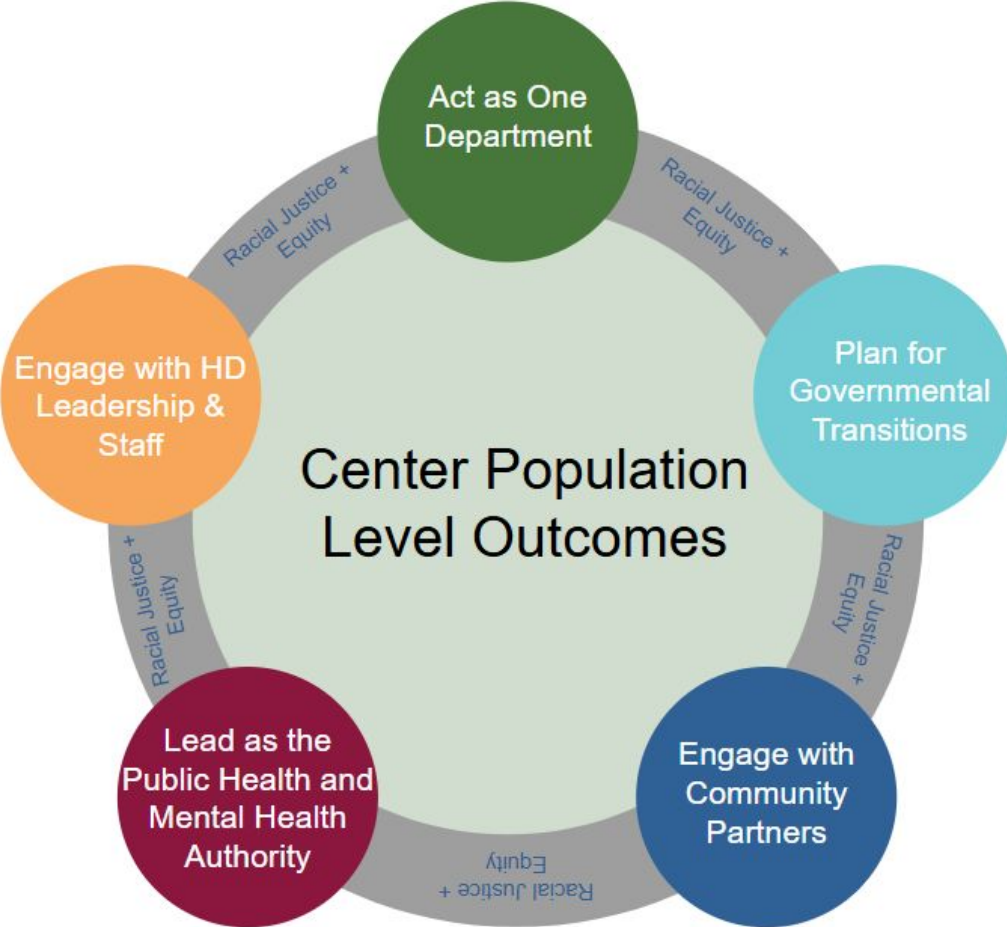 Act as One
Department
Racial Justice +
Equity
Plan for
Governmental
Transitions
Racial Justice +
Equity
Engage with
Community
Partners
Racial Justice +
Equity
Lead as the
Public Health and
Mental Health
Authority
Racial Justice +
Equity
Engage with HD
Leadership &
Staff
Racial Justice +
Equity
Center Population
Level Outcomes